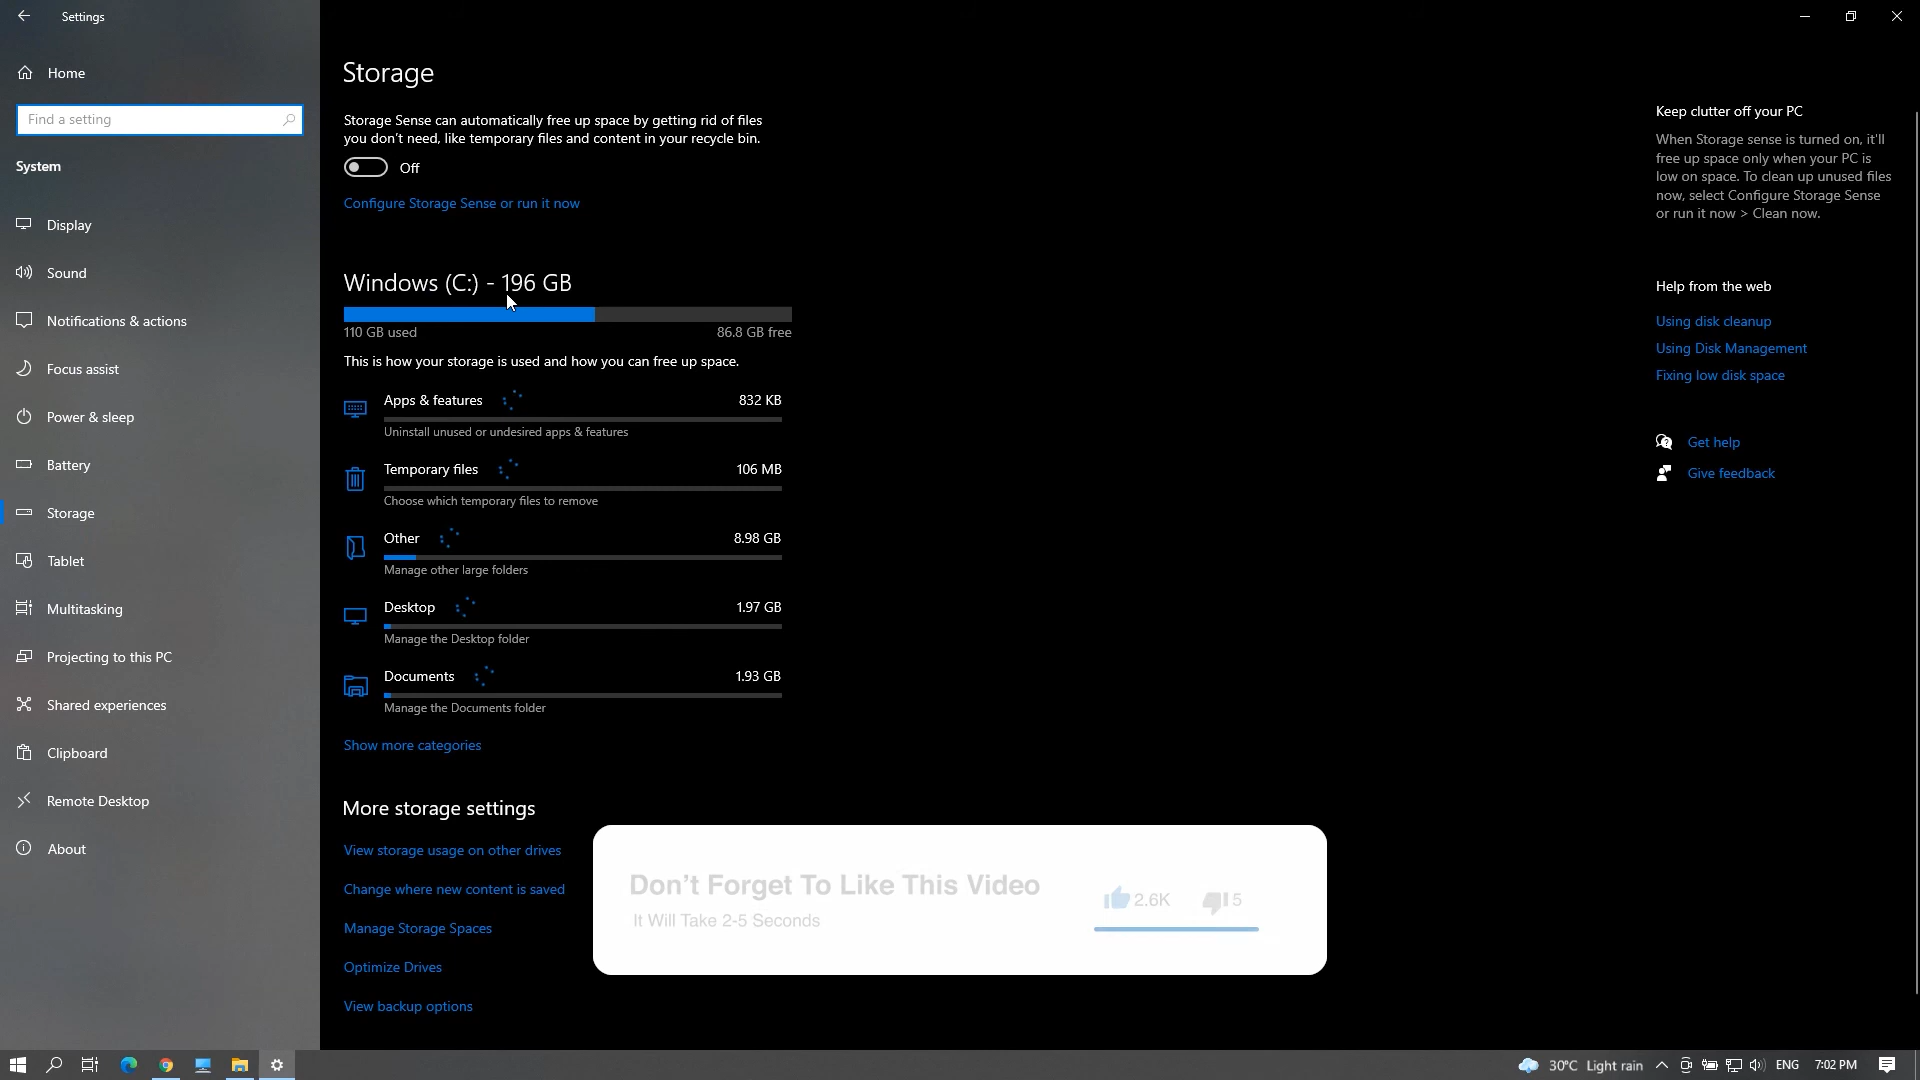 Settings
Home
Find a setting
System
Display
Sound
Notifications & actions
Focus assist
Power & sleep
Battery
Storage
Tablet
Multitasking
Projecting to this PC
Shared experiences
Clipboard
Remote Desktop
About
Storage
Storage Sense can automatically free up space by getting rid of files
you don't need, like temporary files and content in your recycle bin.
Off
Configure Storage Sense or run it now
Windows (C:) - 196 GB
110 GB used 86.8 GB free
This is how your storage is used and how you can free up space.
Apps & features 832 KB
Uninstall unused or undesired apps & features
Temporary files 106 MB
Choose which temporary files to remove
Other 8.98 GB
Manage other large folders
Desktop 1.97 GB
Manage the Desktop folder
Documents 1.93 GB
Manage the Documents folder
Show more categories
More storage settings
View storage usage on other drives
Change where new content is saved
Manage Storage Spaces
Optimize Drives
View backup options
Don't Forget To Like This Video
It Will Take 2-5 Seconds
2.6K 5
Keep clutter off your PC
When Storage sense is turned on, it'll
free up space only when your PC is
low on space. To clean up unused files
now, select Configure Storage Sense
or run it now > Clean now.
Help from the web
Using disk cleanup
Using Disk Management
Fixing low disk space
Get help
Give feedback
30°C Light rain ENG 7:02 PM